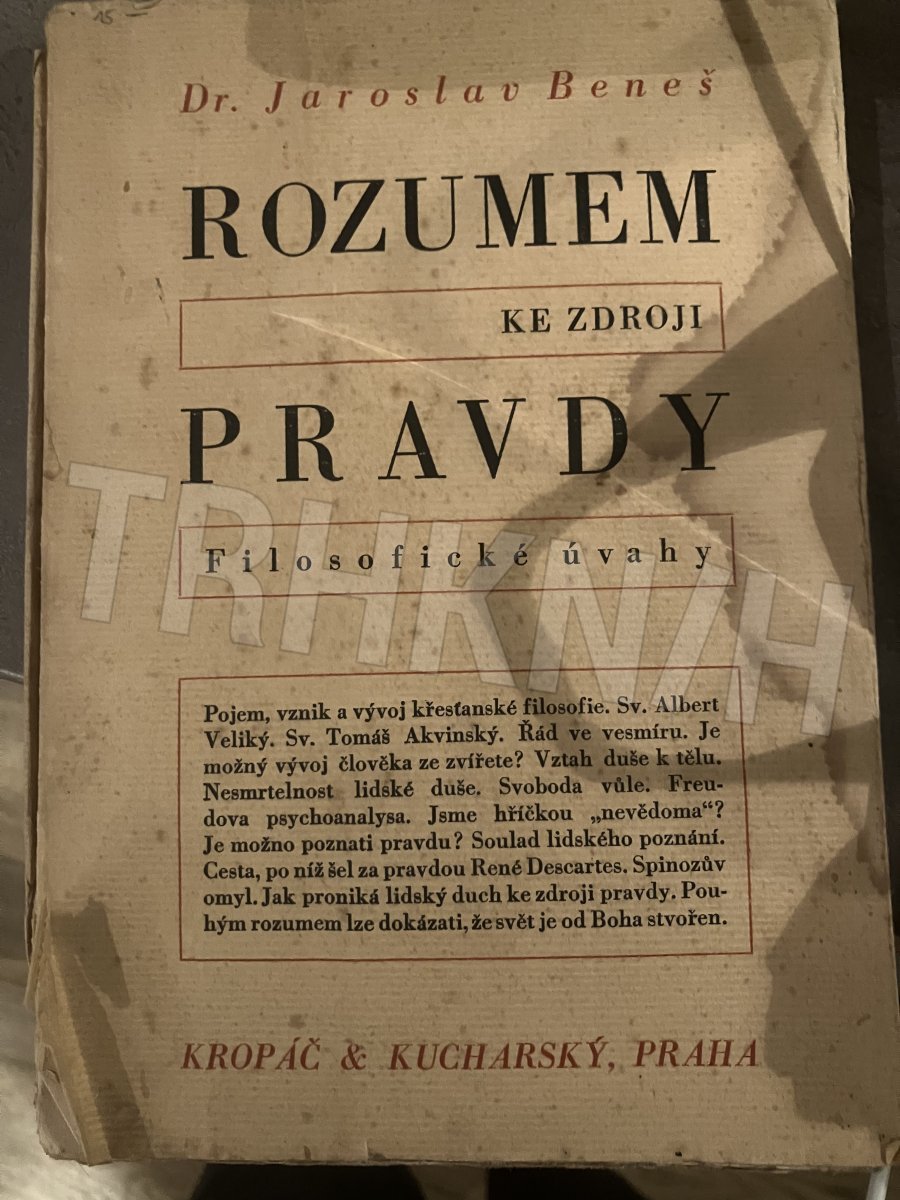 15 —
Dr. Jaroslav Beneš
ROZUMEM
KE ZDROJI
PRAVDY
Filosofické úvahy
TRHKNIH
Pojem, vznik a vývoj křesťanské filosofie. Sv. Albert
Veliký. Sv. Tomáš Akvinský. Řád ve vesmíru. Je
možný vývoj člověka ze zvířete? Vztah duše k tělu.
Nesmrtelnost lidské duše. Svoboda vůle. Freu-
dova psychoanalysa. Jsme hříčkou „nevědoma“?
Je možno poznati pravdu? Soulad lidského poznání.
Cesta, po níž šel za pravdou René Descartes. Spinozův
omyl. Jak proniká lidský duch ke zdroji pravdy. Pou-
hým rozumem lze dokázati, že svět je od Boha stvořen.
KROPÁČ & KUCHARSKÝ, PRAHA